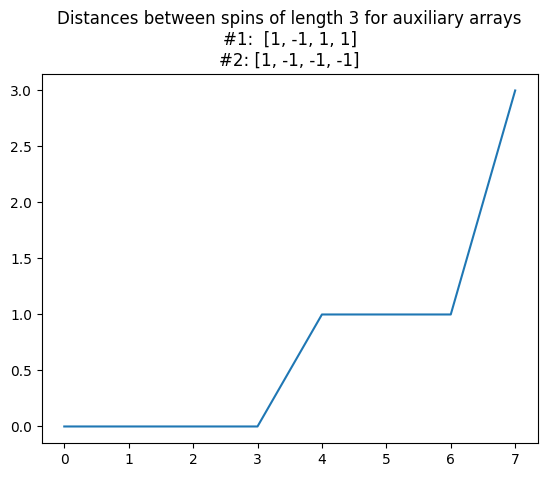 Distances between spins of length 3 for auxiliary arrays
#1:  [1, -1, 1, 1]
#2: [1, -1, -1, -1]
3.0
2.5
2.0
1.5
1.0
0.5
0.0
0 1 2 3 4 5 6 7